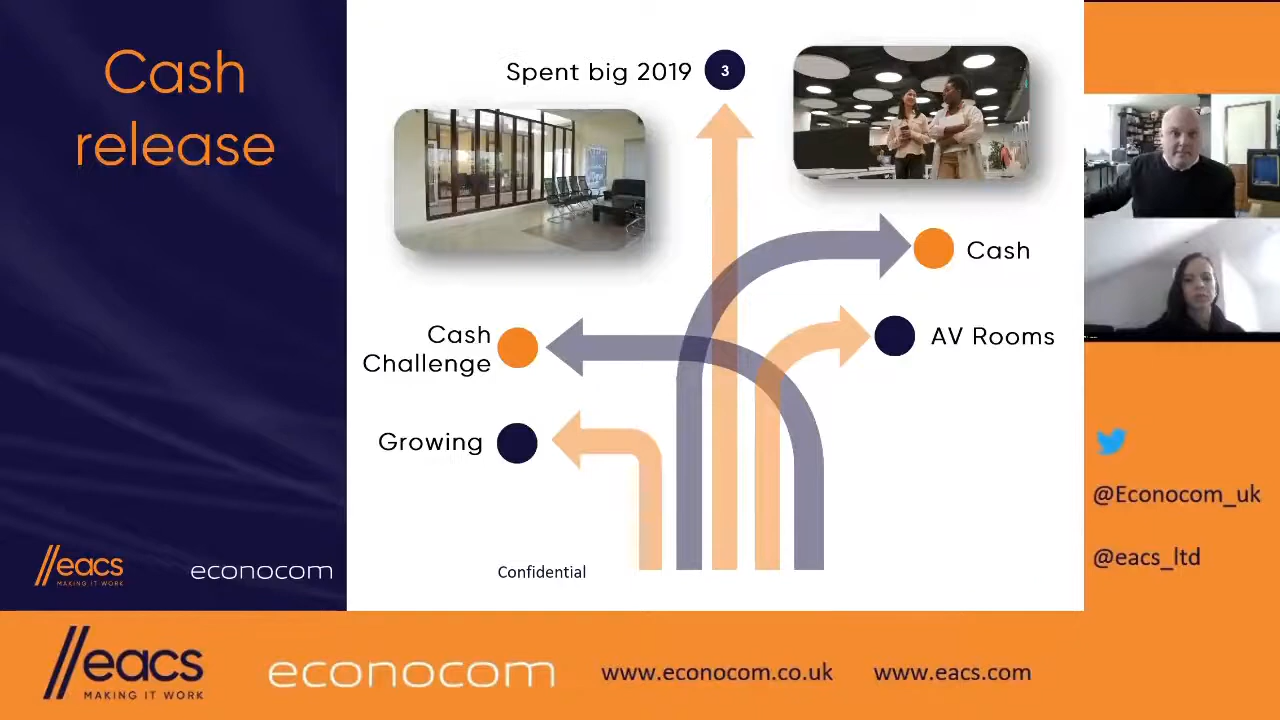 Cash
release
Spent big 2019
3
Cash
AV Rooms
Cash
Challenge
Growing
Confidential
//eacs
MAKING IT WORK
econocom
@Econocom_uk
@eacs_ltd
//eacs
MAKING IT WORK
econocom
www.econocom.co.uk
www.eacs.com